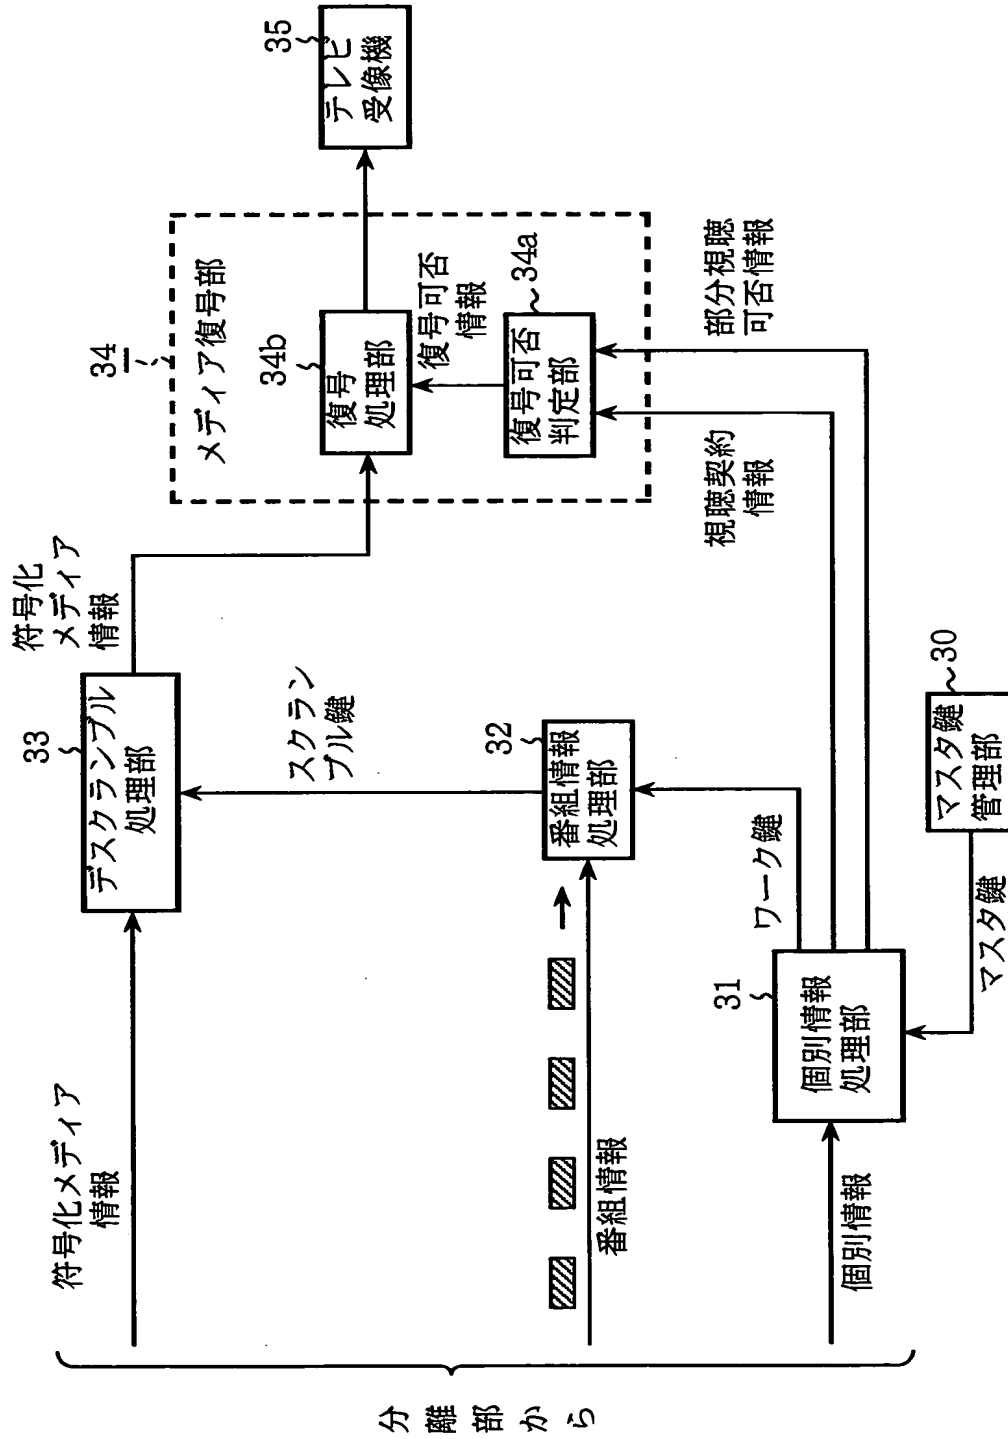 分離部から
符号化メディア
情報
番組情報
個別情報
33
デスクランブル
処理部
スクラン
ブル鍵
32
番組情報
処理部
ワーク鍵
31
個別情報
処理部
マスタ鍵
30
マスタ鍵
管理部
符号化
メディア
情報
34
メディア復号部
34b
復号
処理部
復号可否
情報
34a
復号可否
判定部
視聴契約
情報
部分視聴
可否情報
35
テレビ
受像機